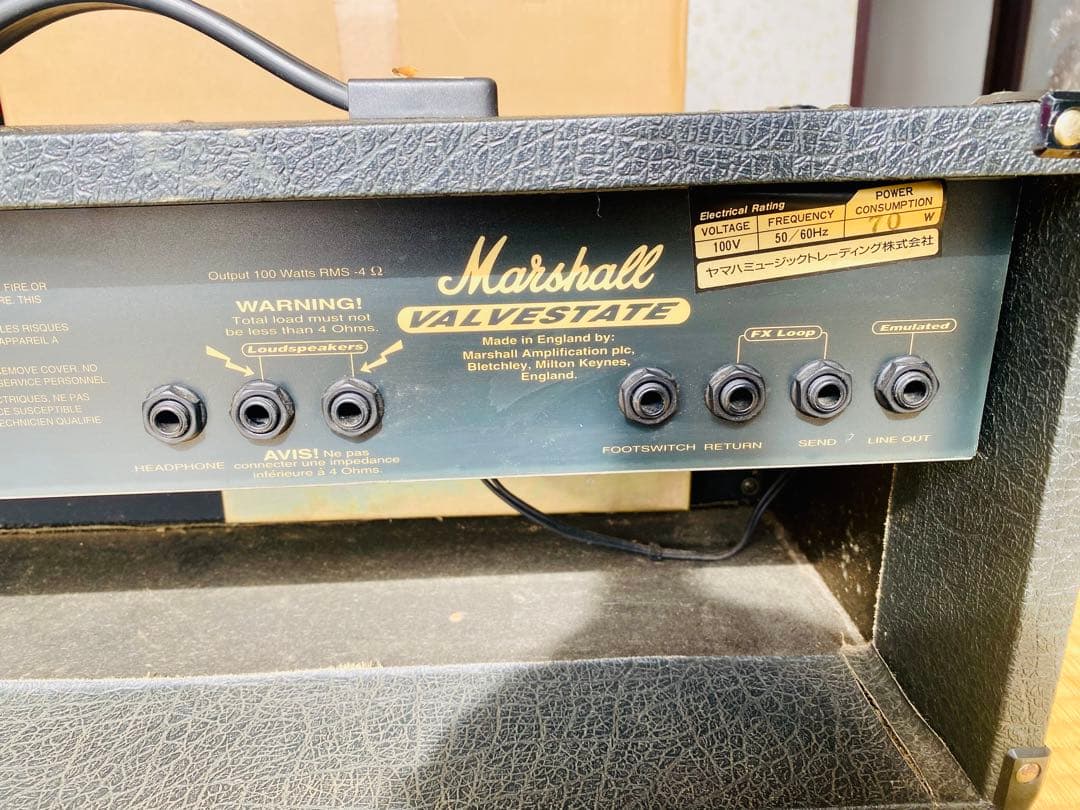 FIRE OR
RE. THIS
LES RISQUES
APPAREIL À
REMOVE COVER. NO
SERVICE PERSONNEL.
CTRIQUES, NE PAS
CE SUSCEPTIBLE
TECHNICIEN QUALIFIE
Output 100 Watts RMS -4 Ω
WARNING!
Total load must not
be less than 4 Ohms.
Loudspeakers
HEADPHONE
AVIS! Ne pas
connecter une impedance
inférieure à 4 Ohms.
Marshall
VALVESTATE
Made in England by:
Marshall Amplification plc,
Bletchley, Milton Keynes,
England.
Electrical Rating
VOLTAGE FREQUENCY POWER CONSUMPTION
100V 50/60Hz 70 W
ヤマハミュージックトレーディング株式会社
FX Loop
Emulated
FOOTSWITCH RETURN SEND LINE OUT